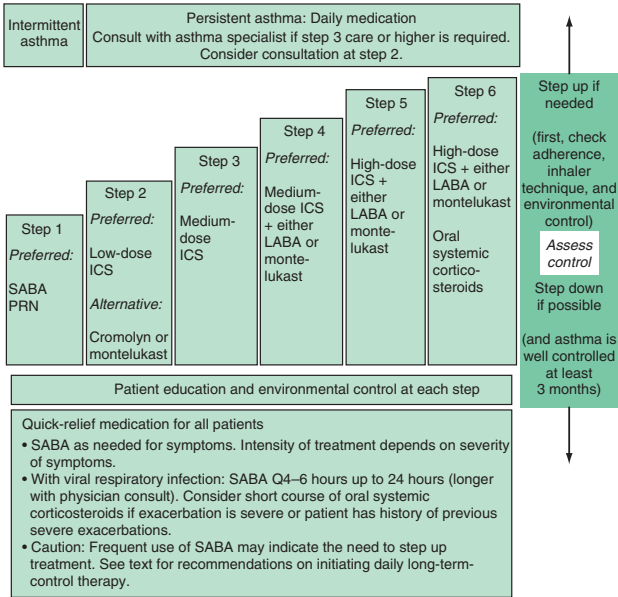 Intermittent
asthma
Persistent asthma: Daily medication
Consult with asthma specialist if step 3 care or higher is required.
Consider consultation at step 2.
Step 1
Preferred:
SABA
PRN
Step 2
Preferred:
Low-dose
ICS
Alternative:
Cromolyn or
montelukast
Step 3
Preferred:
Medium-
dose
ICS
Step 4
Preferred:
Medium-
dose ICS
+ either
LABA or
monte-
lukast
Step 5
Preferred:
High-dose
ICS +
either
LABA or
monte-
lukast
Step 6
Preferred:
High-dose
ICS + either
LABA or
montelukast
Oral
systemic
cortico-
steroids
Step up if
needed
(first, check
adherence,
inhaler
technique, and
environmental
control)
Assess
control
Step down
if possible
(and asthma is
well controlled
at least
3 months)
Patient education and environmental control at each step
Quick-relief medication for all patients
• SABA as needed for symptoms. Intensity of treatment depends on severity
of symptoms.
• With viral respiratory infection: SABA Q4–6 hours up to 24 hours (longer
with physician consult). Consider short course of oral systemic
corticosteroids if exacerbation is severe or patient has history of previous
severe exacerbations.
• Caution: Frequent use of SABA may indicate the need to step up
treatment. See text for recommendations on initiating daily long-term-
control therapy.